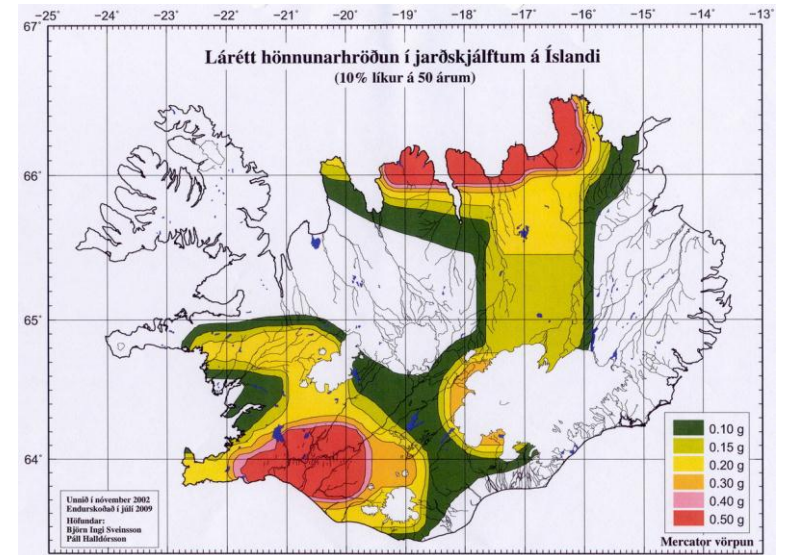 −25° −24° −23° −22° −21° −20° −19° −18° −17° −16° −15° −14° −13°
67°
Lárétt hönnunarhröðun í jarðskjálftum á Íslandi
(10% líkur á 50 árum)
66°
65°
64°
0.10 g
0.15 g
0.20 g
0.30 g
0.40 g
0.50 g
Unnið í nóvember 2002
Endurskoðað í júlí 2009
Höfundar:
Björn Ingi Sveinsson
Páll Halldórsson
Mercator vörpun